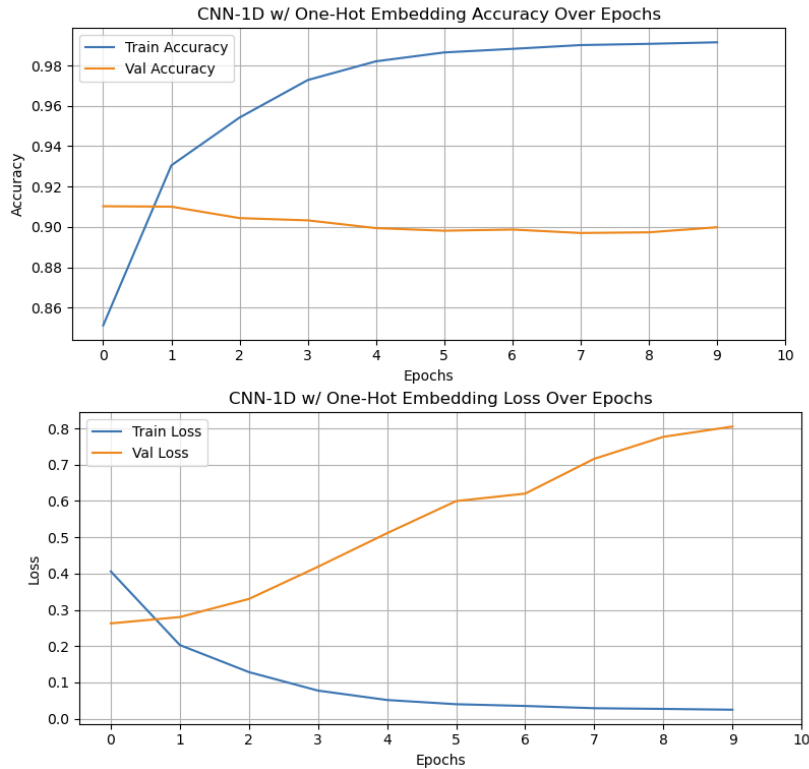 CNN-1D w/ One-Hot Embedding Accuracy Over Epochs
Train Accuracy
Val Accuracy
0.98
0.96
0.94
0.92
0.90
0.88
0.86
Accuracy
0 1 2 3 4 5 6 7 8 9 10
Epochs
CNN-1D w/ One-Hot Embedding Loss Over Epochs
Train Loss
Val Loss
0.8
0.7
0.6
0.5
0.4
0.3
0.2
0.1
0.0
Loss
0 1 2 3 4 5 6 7 8 9 10
Epochs